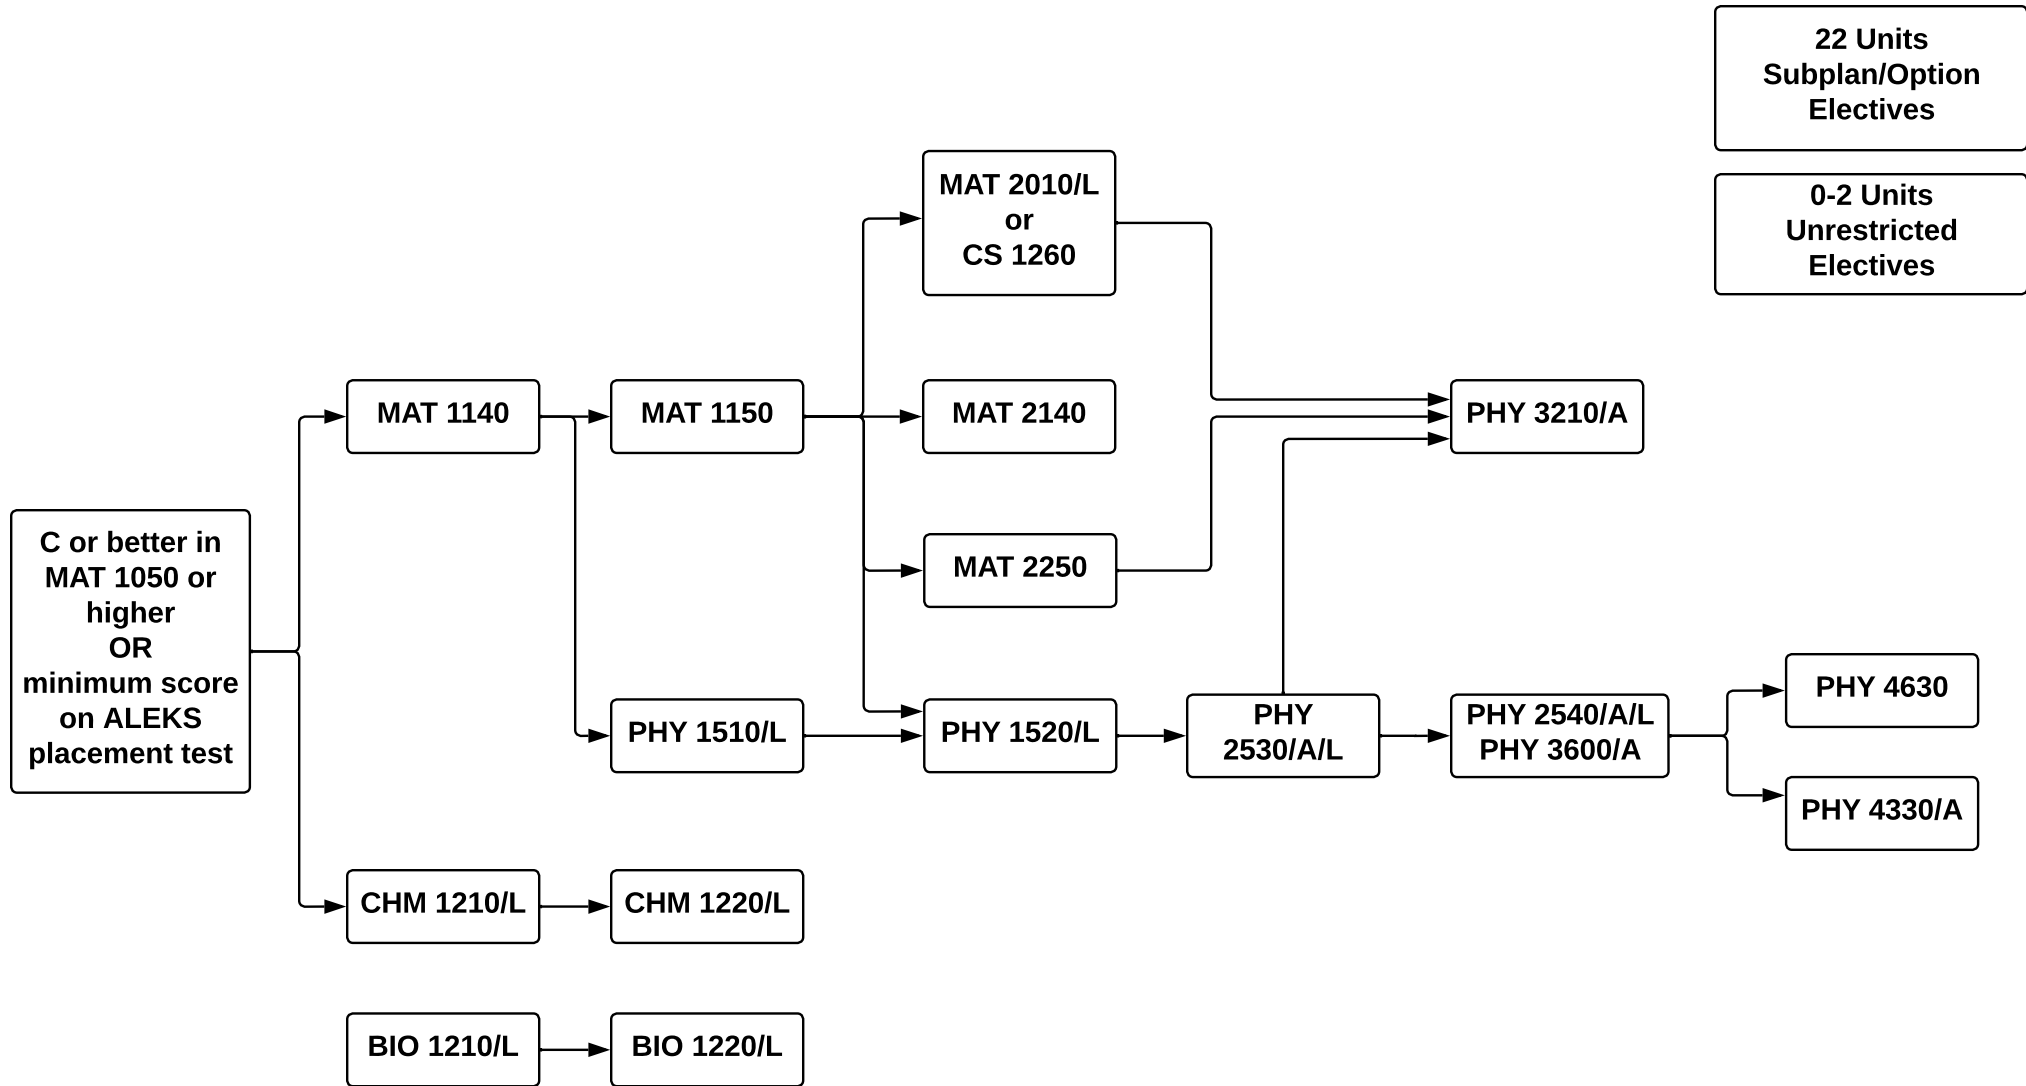 22 Units
Subplan/Option
Electives
0-2 Units
Unrestricted
Electives
MAT 2010/L
or
CS 1260
MAT 1140
MAT 1150
MAT 2140
PHY 3210/A
C or better in
MAT 1050 or
higher
OR
minimum score
on ALEKS
placement test
MAT 2250
PHY 1510/L
PHY 1520/L
PHY
2530/A/L
PHY 2540/A/L
PHY 3600/A
PHY 4630
PHY 4330/A
CHM 1210/L
CHM 1220/L
BIO 1210/L
BIO 1220/L